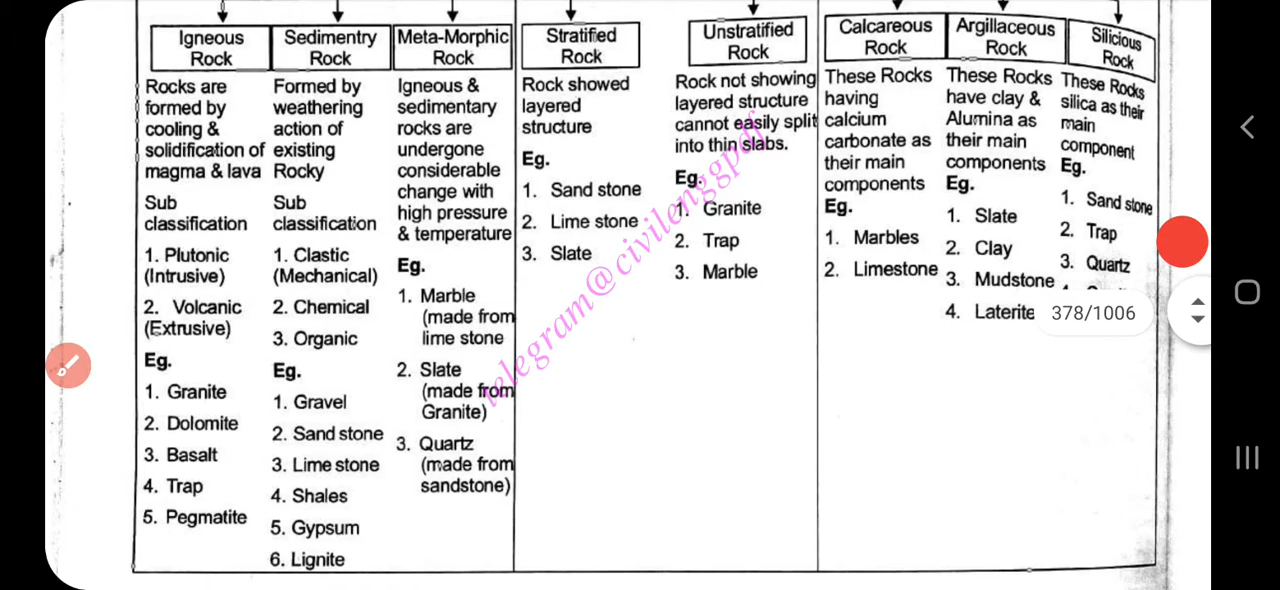 Igneous
Rock
Rocks are
formed by
cooling &
solidification of
magma & lava
Sub
classification
1. Plutonic
(Intrusive)
2. Volcanic
(Extrusive)
Eg.
1. Granite
2. Dolomite
3. Basalt
4. Trap
5. Pegmatite
Sedimentry
Rock
Formed by
weathering
action of
existing
Rocky
Sub
classification
1. Clastic
(Mechanical)
2. Chemical
3. Organic
Eg.
1. Gravel
2. Sand stone
3. Lime stone
4. Shales
5. Gypsum
6. Lignite
Meta-Morphic
Rock
Igneous &
sedimentary
rocks are
undergone
considerable
change with
high pressure
& temperature
Eg.
1. Marble
(made from
lime stone
2. Slate
(made from
Granite)
3. Quartz
(made from
sandstone)
Stratified
Rock
Rock showed
layered
structure
Eg.
1. Sand stone
2. Lime stone
3. Slate
Unstratified
Rock
Rock not showing
layered structure
cannot easily split
into thin slabs.
Eg.
1. Granite
2. Trap
3. Marble
Calcareous
Rock
These Rocks
having
calcium
carbonate as
their main
components
Eg.
1. Marbles
2. Limestone
Argillaceous
Rock
These Rocks
have clay &
Alumina as
their main
components
Eg.
1. Slate
2. Clay
3. Mudstone
4. Laterite
Silicious
Rock
These Rocks
silica as their
main
component
Eg.
1. Sand stone
2. Trap
3. Quartz
telegram@civilenggpdf
378/1006